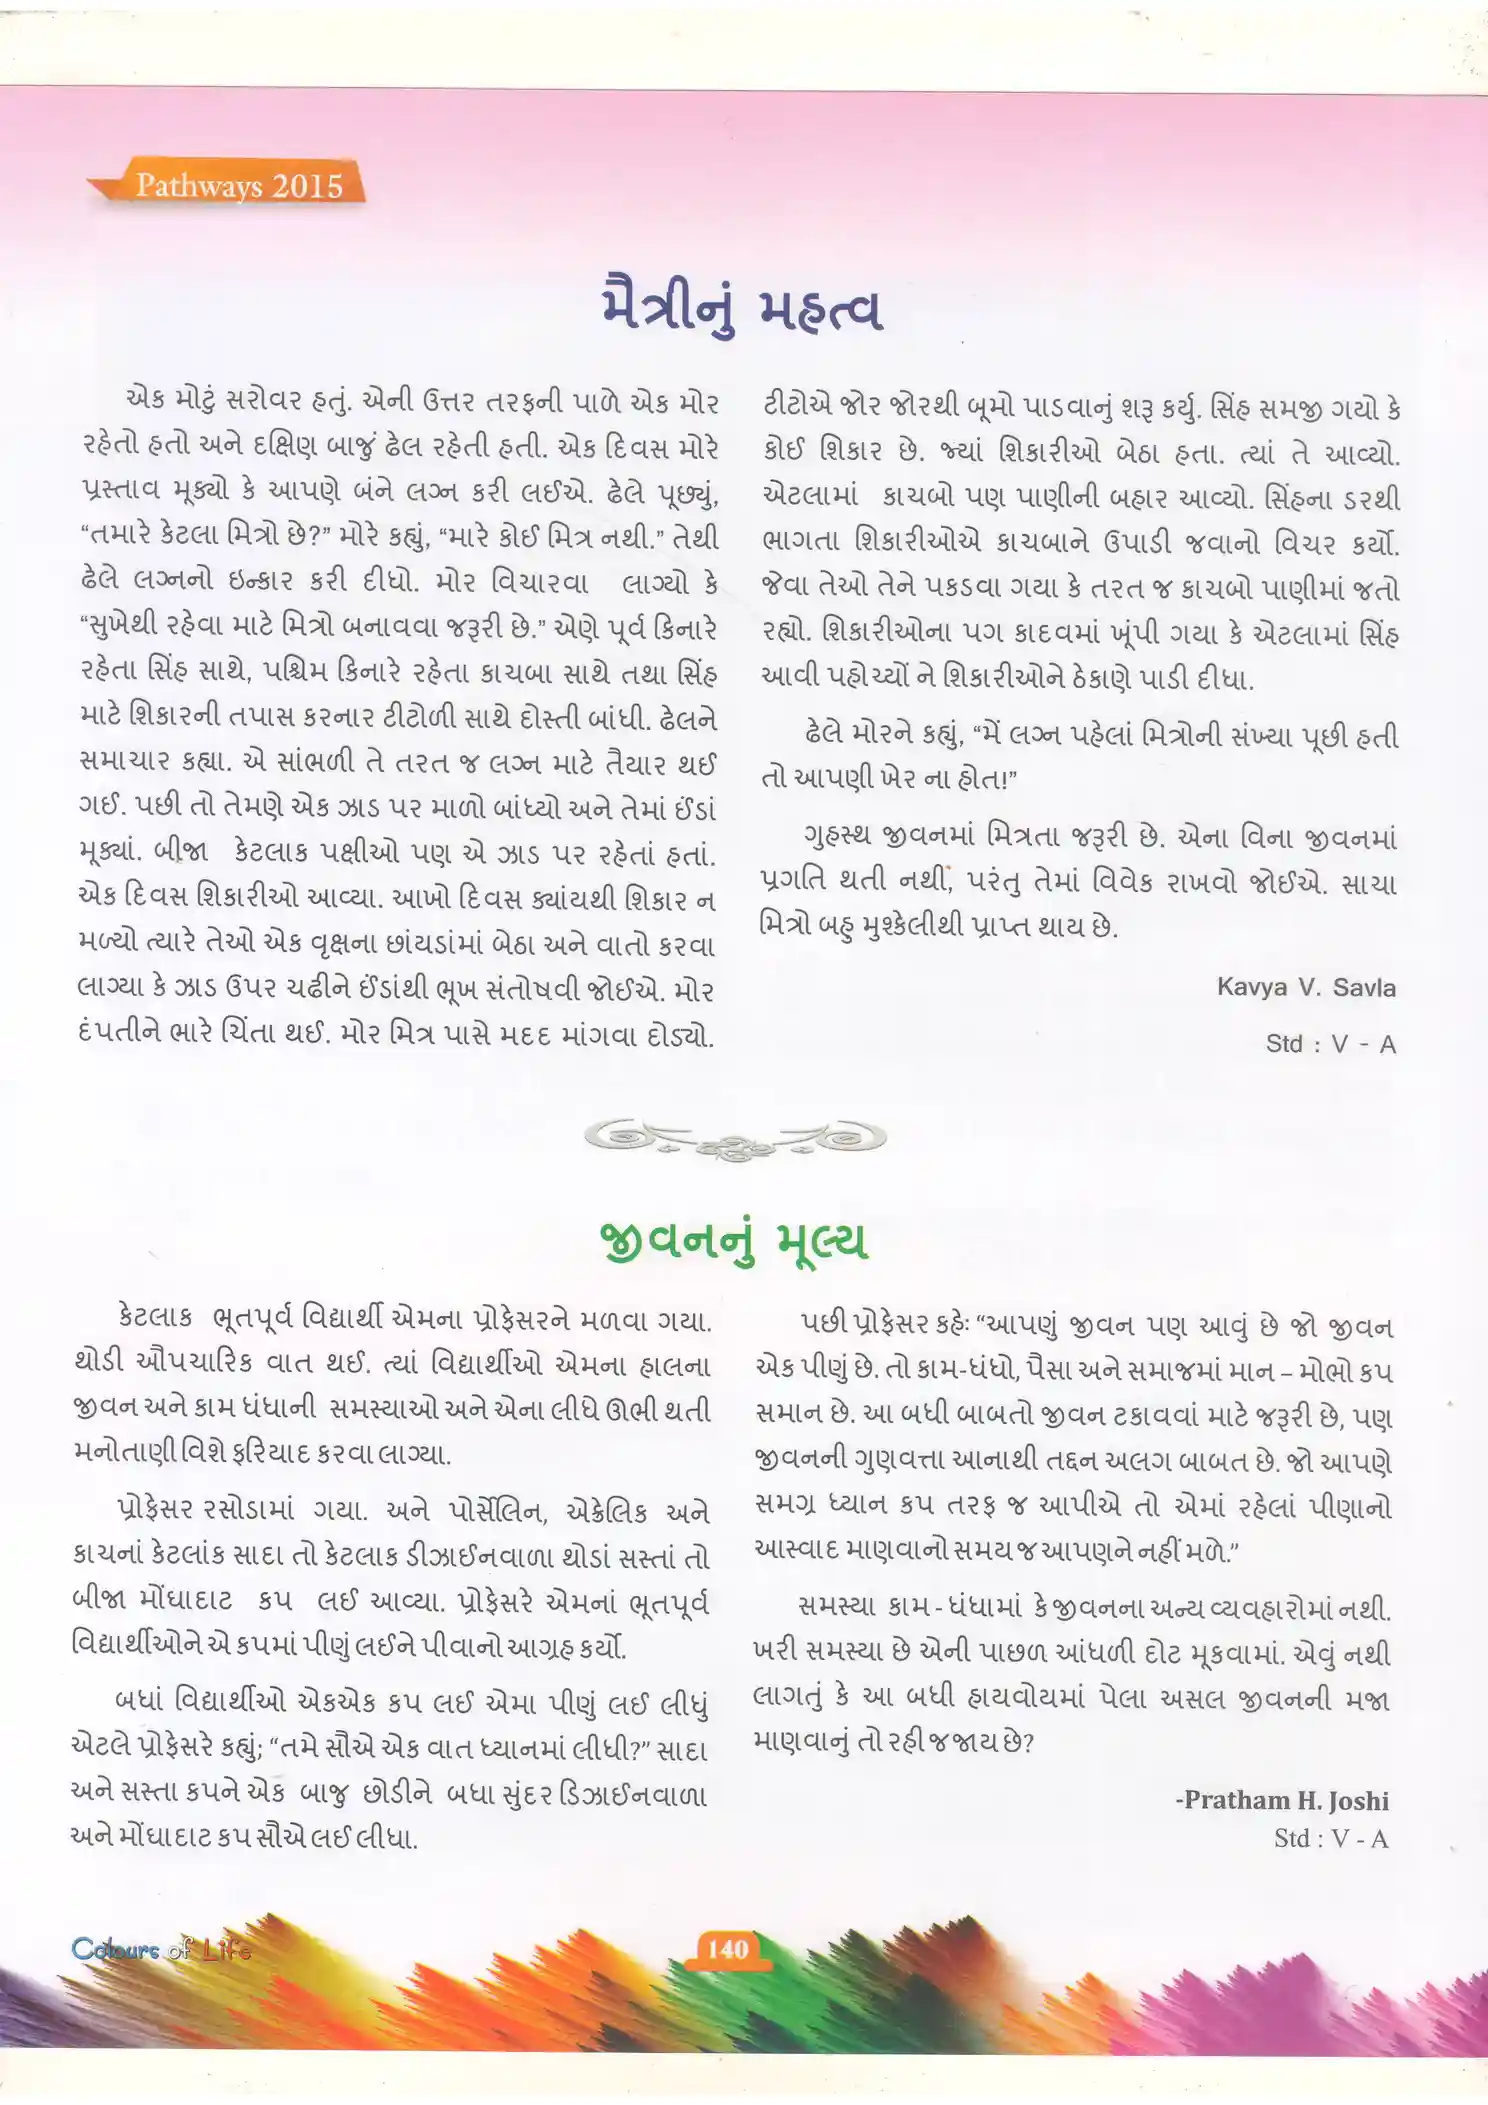 Pathways 2015
મૈત્રીનું મહત્વ
એક મોટું સરોવર હતું. એની ઉત્તર તરફની પાળે એક મોર
રહેતો હતો અને દક્ષિણ બાજું ઢેલ રહેતી હતી. એક દિવસ મોરે
પ્રસ્તાવ મૂક્યો કે આપણે બંને લગ્ન કરી લઈએ. ઢેલે પૂછ્યું,
“તમારે કેટલા મિત્રો છે?” મોરે કહ્યું, “મારે કોઈ મિત્ર નથી.” તેથી
ઢેલે લગ્નનો ઇન્કાર કરી દીધો. મોર વિચારવા લાગ્યો કે
“સુખેથી રહેવા માટે મિત્રો બનાવવા જરૂરી છે.” એણે પૂર્વ કિનારે
રહેતા સિંહ સાથે, પશ્ચિમ કિનારે રહેતા કાચબા સાથે તથા સિંહ
માટે શિકારની તપાસ કરનાર ટીટોળી સાથે દોસ્તી બાંધી. ઢેલને
સમાચાર કહ્યા. એ સાંભળી તે તરત જ લગ્ન માટે તૈયાર થઈ
ગઈ. પછી તો તેમણે એક ઝાડ પર માળો બાંધ્યો અને તેમાં ઈંડાં
મૂક્યાં. બીજા કેટલાક પક્ષીઓ પણ એ ઝાડ પર રહેતાં હતાં.
એક દિવસ શિકારીઓ આવ્યા. આખો દિવસ ક્યાંયથી શિકાર ન
મળ્યો ત્યારે તેઓ એક વૃક્ષના છાંયડાંમાં બેઠા અને વાતો કરવા
લાગ્યા કે ઝાડ ઉપર ચઢીને ઈંડાંથી ભૂખ સંતોષવી જોઈએ. મોર
દંપતીને ભારે ચિંતા થઈ. મોર મિત્ર પાસે મદદ માંગવા દોડ્યો.
ટીટોએ જોર જોરથી બૂમો પાડવાનું શરૂ કર્યુ. સિંહ સમજી ગયો કે
કોઈ શિકાર છે. જ્યાં શિકારીઓ બેઠા હતા. ત્યાં તે આવ્યો.
એટલામાં કાચબો પણ પાણીની બહાર આવ્યો. સિંહના ડરથી
ભાગતા શિકારીઓએ કાચબાને ઉપાડી જવાનો વિચર કર્યો.
જેવા તેઓ તેને પકડવા ગયા કે તરત જ કાચબો પાણીમાં જતો
રહ્યો. શિકારીઓના પગ કાદવમાં ખૂંપી ગયા કે એટલામાં સિંહ
આવી પહોચ્યોં ને શિકારીઓને ઠેકાણે પાડી દીધા.
ઢેલે મોરને કહ્યું, “મેં લગ્ન પહેલાં મિત્રોની સંખ્યા પૂછી હતી
તો આપણી ખેર ના હોત!”
ગુહસ્થ જીવનમાં મિત્રતા જરૂરી છે. એના વિના જીવનમાં
પ્રગતિ થતી નથી, પરંતુ તેમાં વિવેક રાખવો જોઈએ. સાચા
મિત્રો બહુ મુશ્કેલીથી પ્રાપ્ત થાય છે.
Kavya V. Savla
Std : V - A
જીવનનું મૂલ્ય
કેટલાક ભૂતપૂર્વ વિદ્યાર્થી એમના પ્રોફેસરને મળવા ગયા.
થોડી ઔપચારિક વાત થઈ. ત્યાં વિદ્યાર્થીઓ એમના હાલના
જીવન અને કામ ધંધાની સમસ્યાઓ અને એના લીધે ઊભી થતી
મનોતાણી વિશે ફરિયાદ કરવા લાગ્યા.
પ્રોફેસર રસોડામાં ગયા. અને પોર્સેલિન, એક્રેલિક અને
કાચનાં કેટલાંક સાદા તો કેટલાક ડીઝાઈનવાળા થોડાં સસ્તાં તો
બીજા મોંઘાદાટ કપ લઈ આવ્યા. પ્રોફેસરે એમનાં ભૂતપૂર્વ
વિદ્યાર્થીઓને એ કપમાં પીણું લઈને પીવાનો આગ્રહ કર્યો.
બધાં વિદ્યાર્થીઓ એકએક કપ લઈ એમા પીણું લઈ લીધું
એટલે પ્રોફેસરે કહ્યું; “તમે સૌએ એક વાત ધ્યાનમાં લીધી?” સાદા
અને સસ્તા કપને એક બાજુ છોડીને બધા સુંદર ડિઝાઈનવાળા
અને મોંઘાદાટ કપ સૌએ લઈ લીધા.
પછી પ્રોફેસર કહેઃ “આપણું જીવન પણ આવું છે જો જીવન
એક પીણું છે. તો કામ-ધંધો, પૈસા અને સમાજમાં માન – મોભો કપ
સમાન છે. આ બધી બાબતો જીવન ટકાવવાં માટે જરૂરી છે, પણ
જીવનની ગુણવત્તા આનાથી તદ્દન અલગ બાબત છે. જો આપણે
સમગ્ર ધ્યાન કપ તરફ જ આપીએ તો એમાં રહેલાં પીણાનો
આસ્વાદ માણવાનો સમય જ આપણને નહીં મળે.”
સમસ્યા કામ - ધંધામાં કે જીવનના અન્ય વ્યવહારોમાં નથી.
ખરી સમસ્યા છે એની પાછળ આંધળી દોટ મૂકવામાં. એવું નથી
લાગતું કે આ બધી હાયવોયમાં પેલા અસલ જીવનની મજા
માણવાનું તો રહી જ જાય છે?
-Pratham H. Joshi
Std : V - A
Colours of Life
140